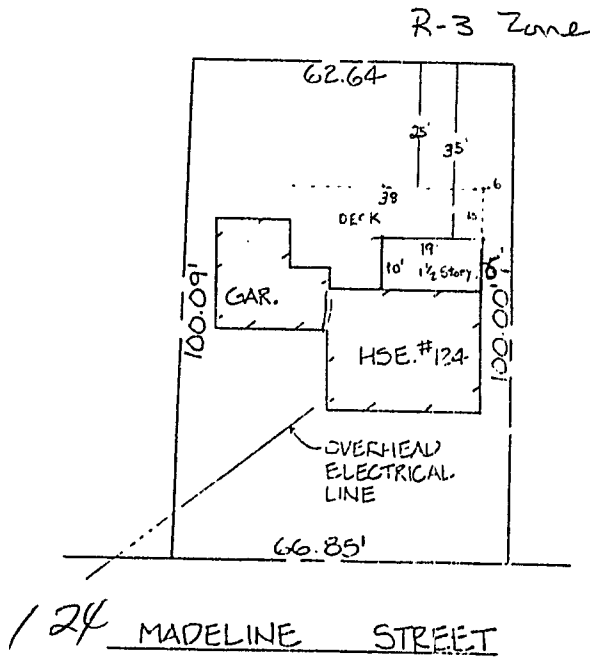 R-3 Zone
62.64
25'
35'
38
6
DECK
15
19'
10'
1½ Story
6'
GAR.
100.09'
100.00'
HSE. #124
OVERHEAD
ELECTRICAL
LINE
66.85'
124 MADELINE STREET